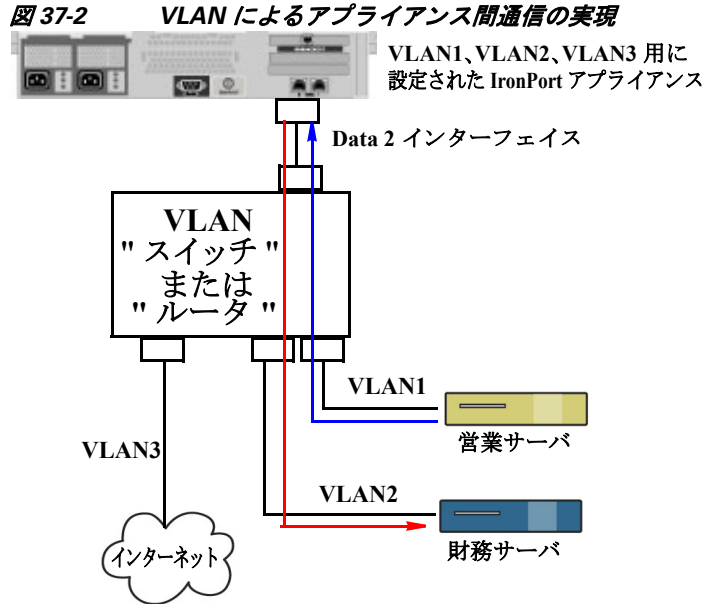 図 37-2 VLAN によるアプライアンス間通信の実現
VLAN1、VLAN2、VLAN3 用に
設定された IronPort アプライアンス
Data 2 インターフェイス
VLAN
" スイッチ "
または
" ルータ "
VLAN1
営業サーバ
VLAN3
VLAN2
インターネット
財務サーバ